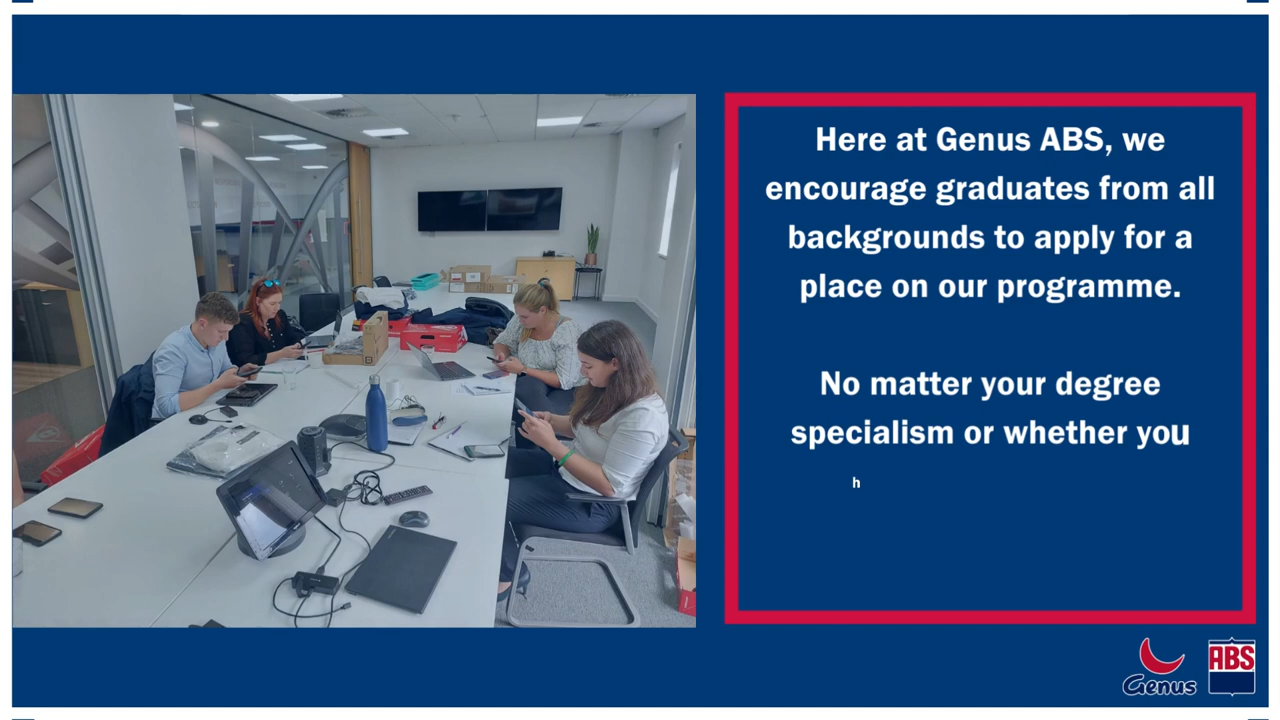 Here at Genus ABS, we
encourage graduates from all
backgrounds to apply for a
place on our programme.
No matter your degree
specialism or whether you
h
Genus
ABS